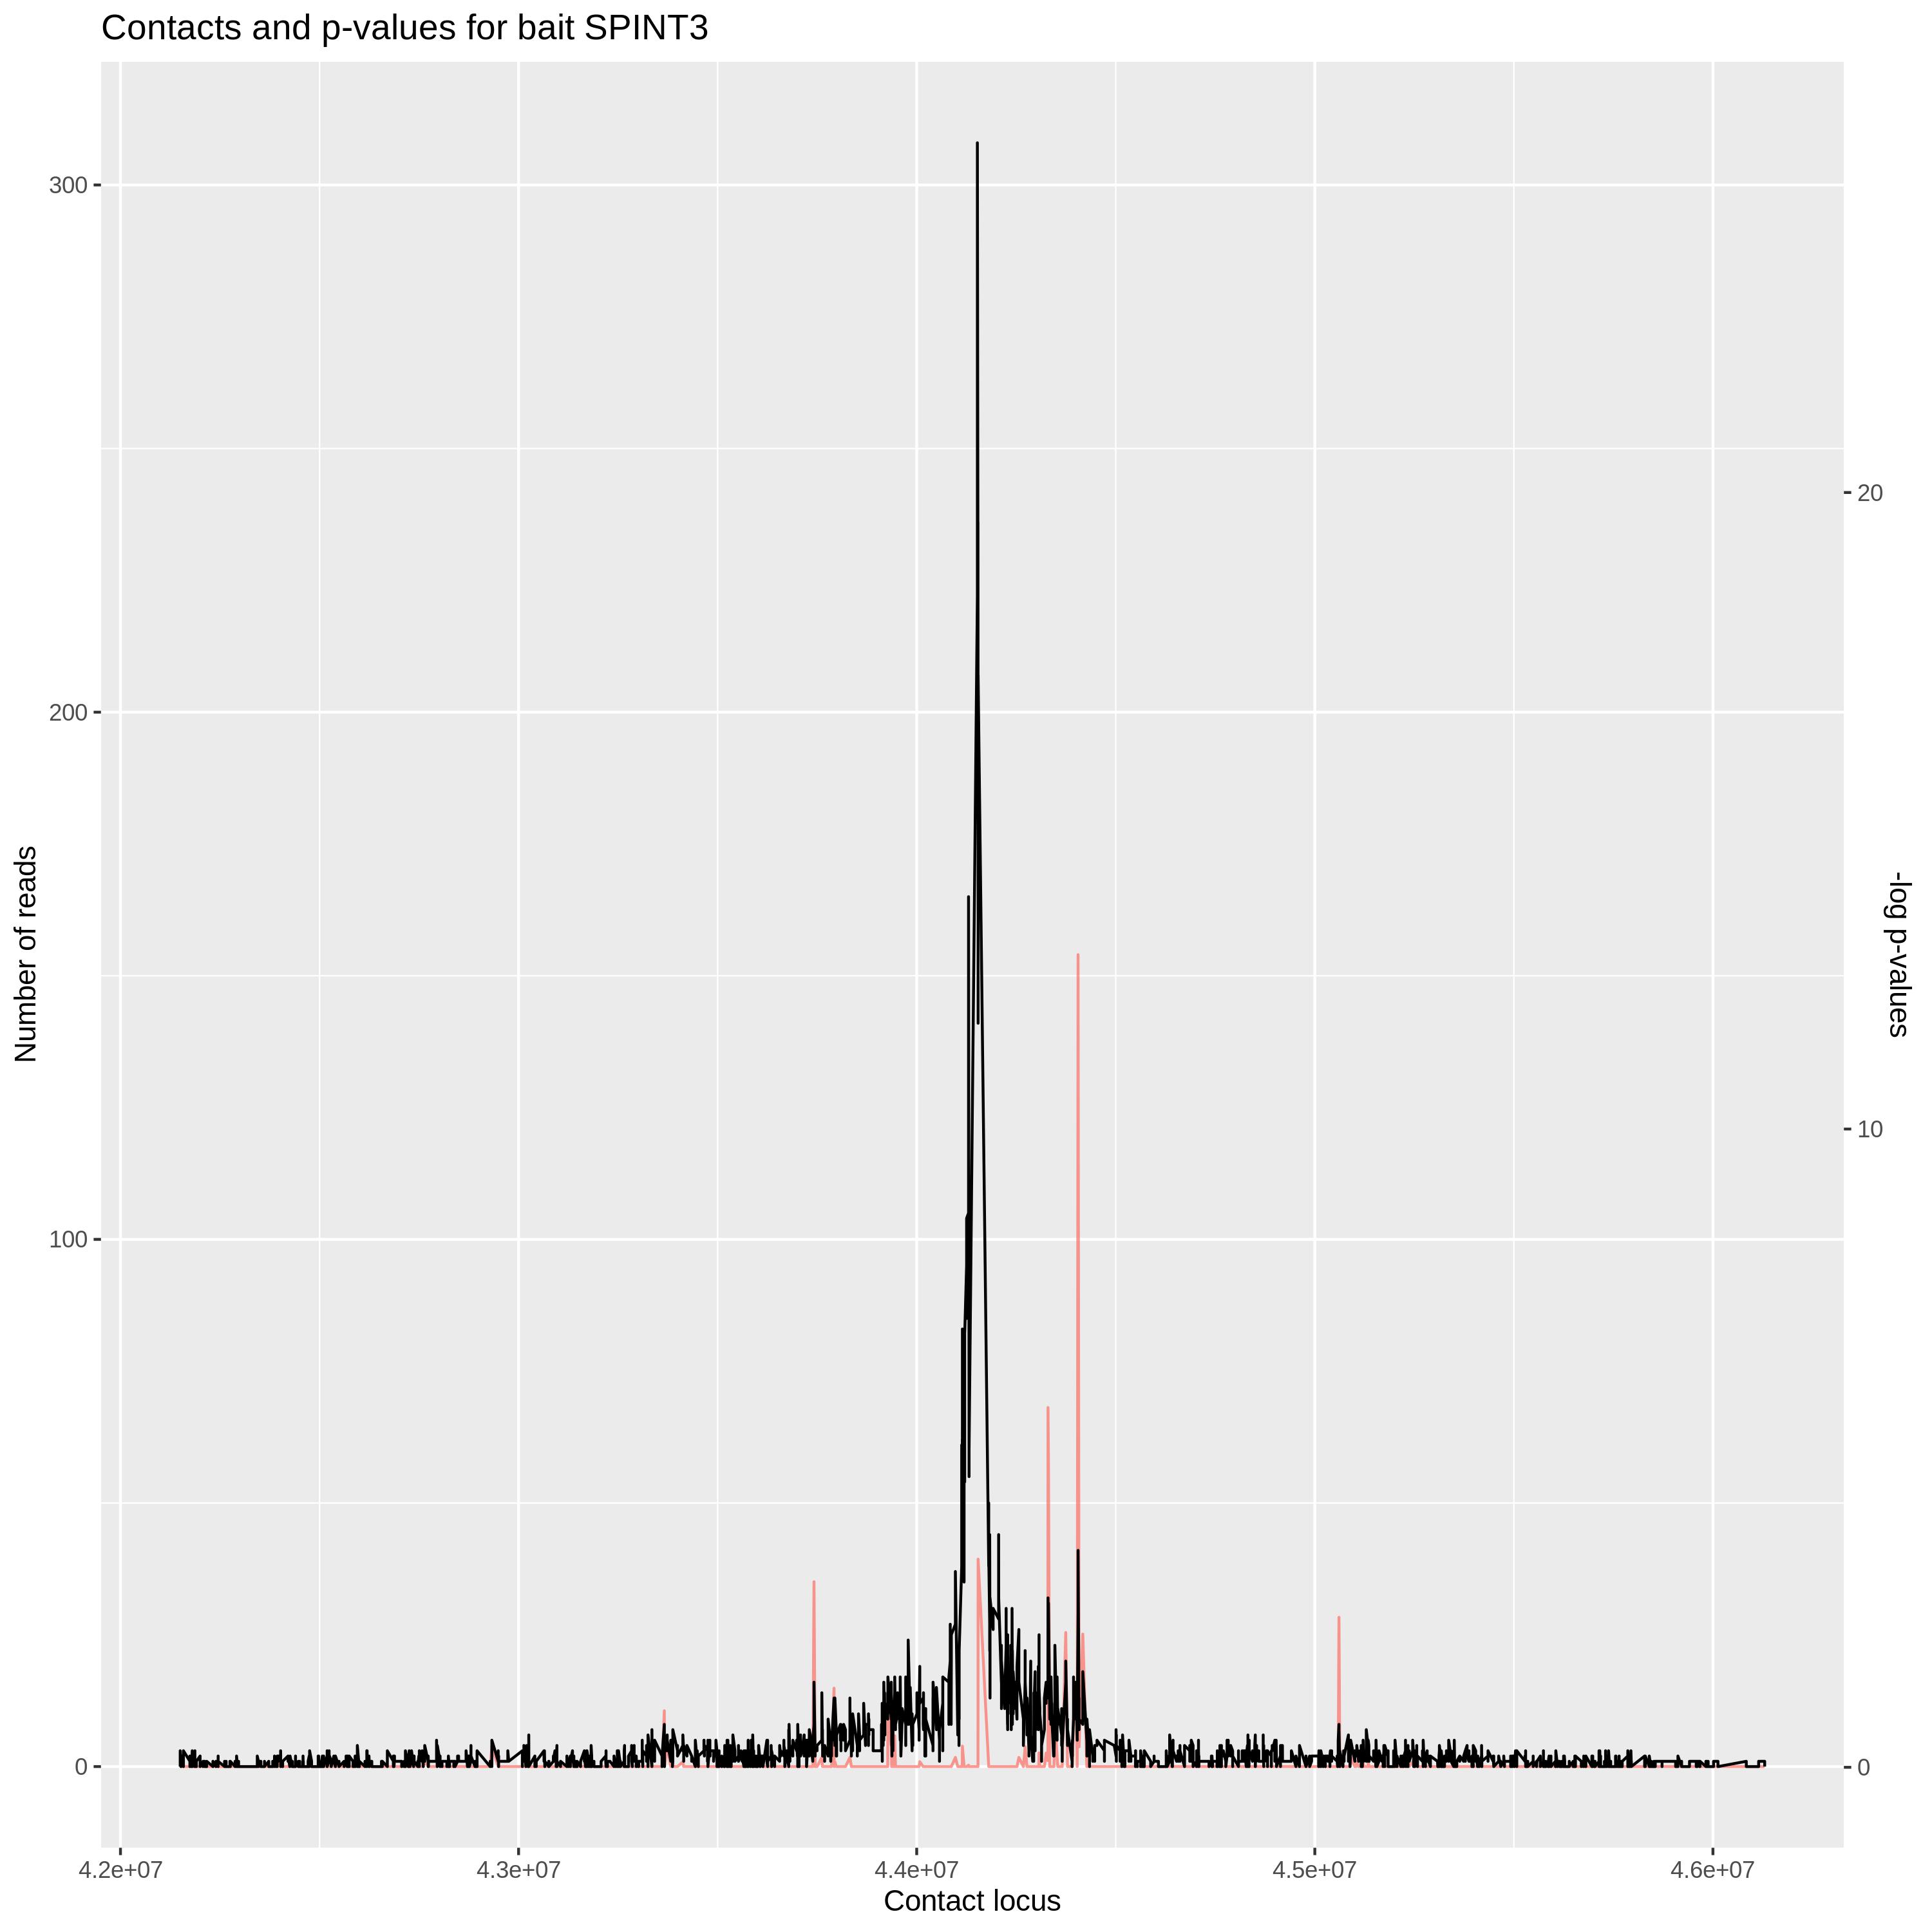 Contacts and p-values for bait SPINT3
300
200
100
0
Number of reads
20
10
0
-log p-values
4.2e+07
4.3e+07
4.4e+07
4.5e+07
4.6e+07
Contact locus